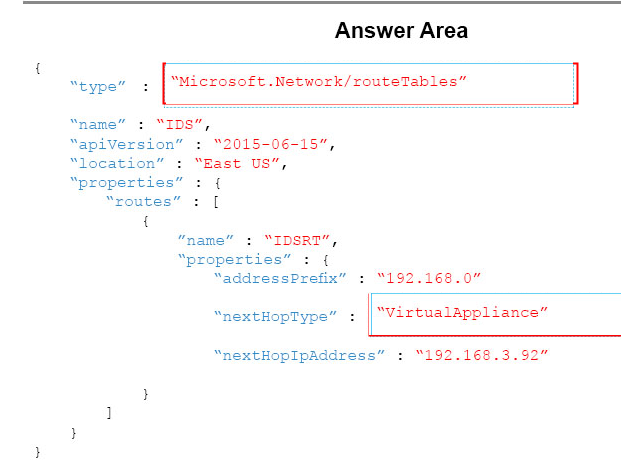 Answer Area
{
“type” : “Microsoft.Network/routeTables”
“name” : “IDS”,
“apiVersion” : “2015-06-15”,
“location” : “East US”,
“properties” : {
“routes” : [
{
”name” : “IDSRT”,
“properties” : {
“addressPrefix” : “192.168.0”
“nextHopType” : “VirtualAppliance”
“nextHopIpAddress” : “192.168.3.92”
}
]
}
}